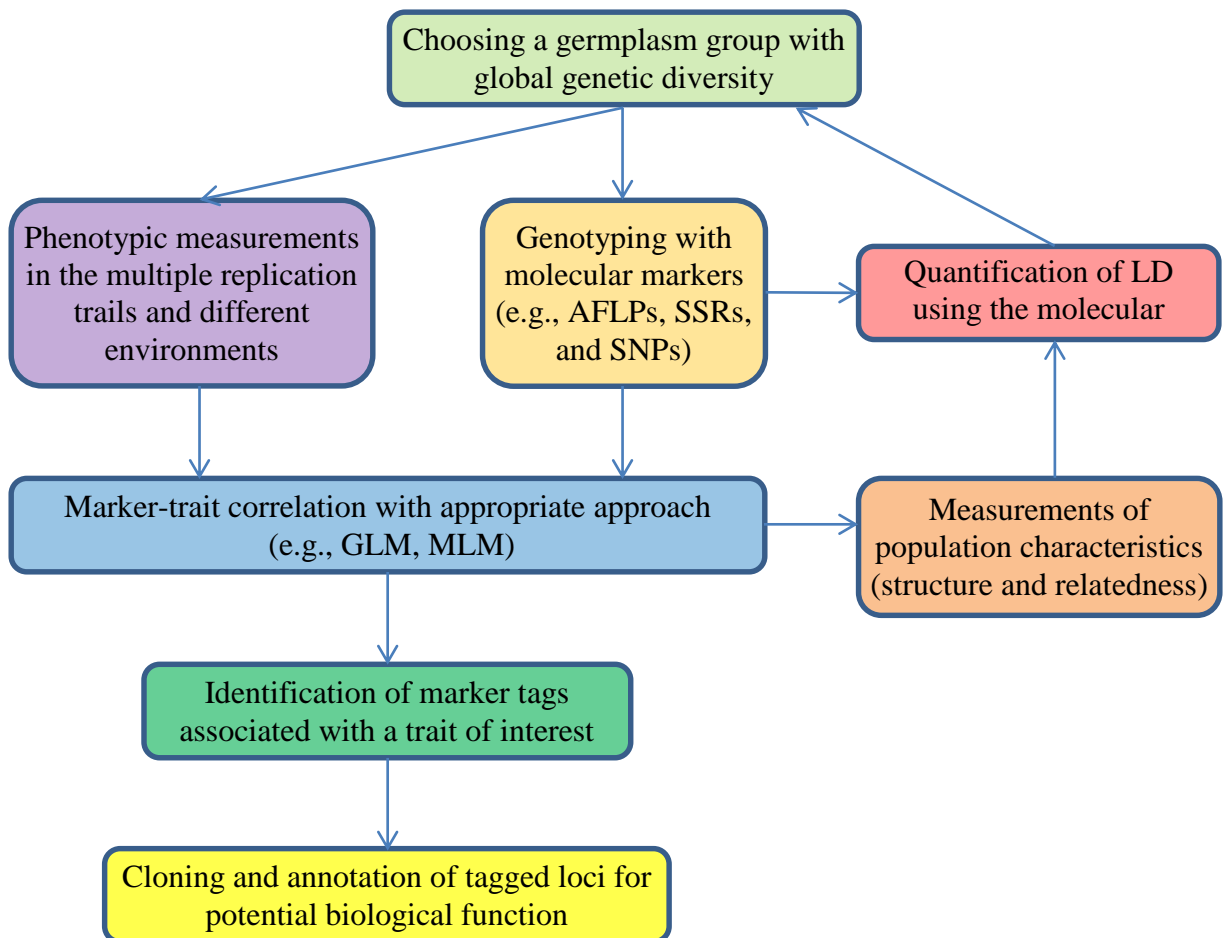 Choosing a germplasm group with
global genetic diversity
Phenotypic measurements
in the multiple replication
trails and different
environments
Genotyping with
molecular markers
(e.g., AFLPs, SSRs,
and SNPs)
Quantification of LD
using the molecular
Marker-trait correlation with appropriate approach
(e.g., GLM, MLM)
Measurements of
population characteristics
(structure and relatedness)
Identification of marker tags
associated with a trait of interest
Cloning and annotation of tagged loci for
potential biological function